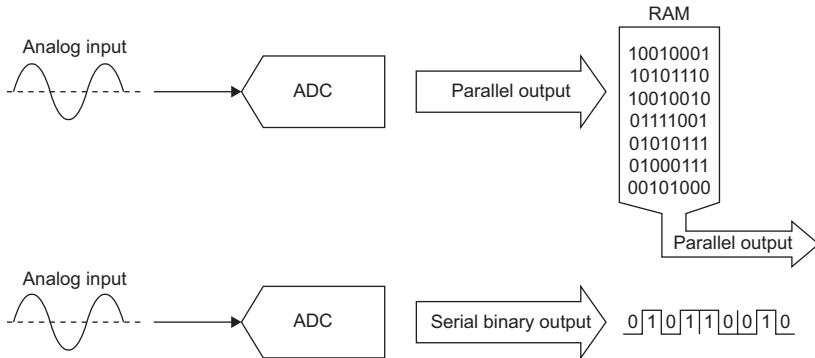 RAM
Analog input
ADC
Parallel output
10010001
10101110
10010010
01111001
01010111
01000111
00101000
Parallel output
Analog input
ADC
Serial binary output
0 1 0 1 1 0 0 1 0